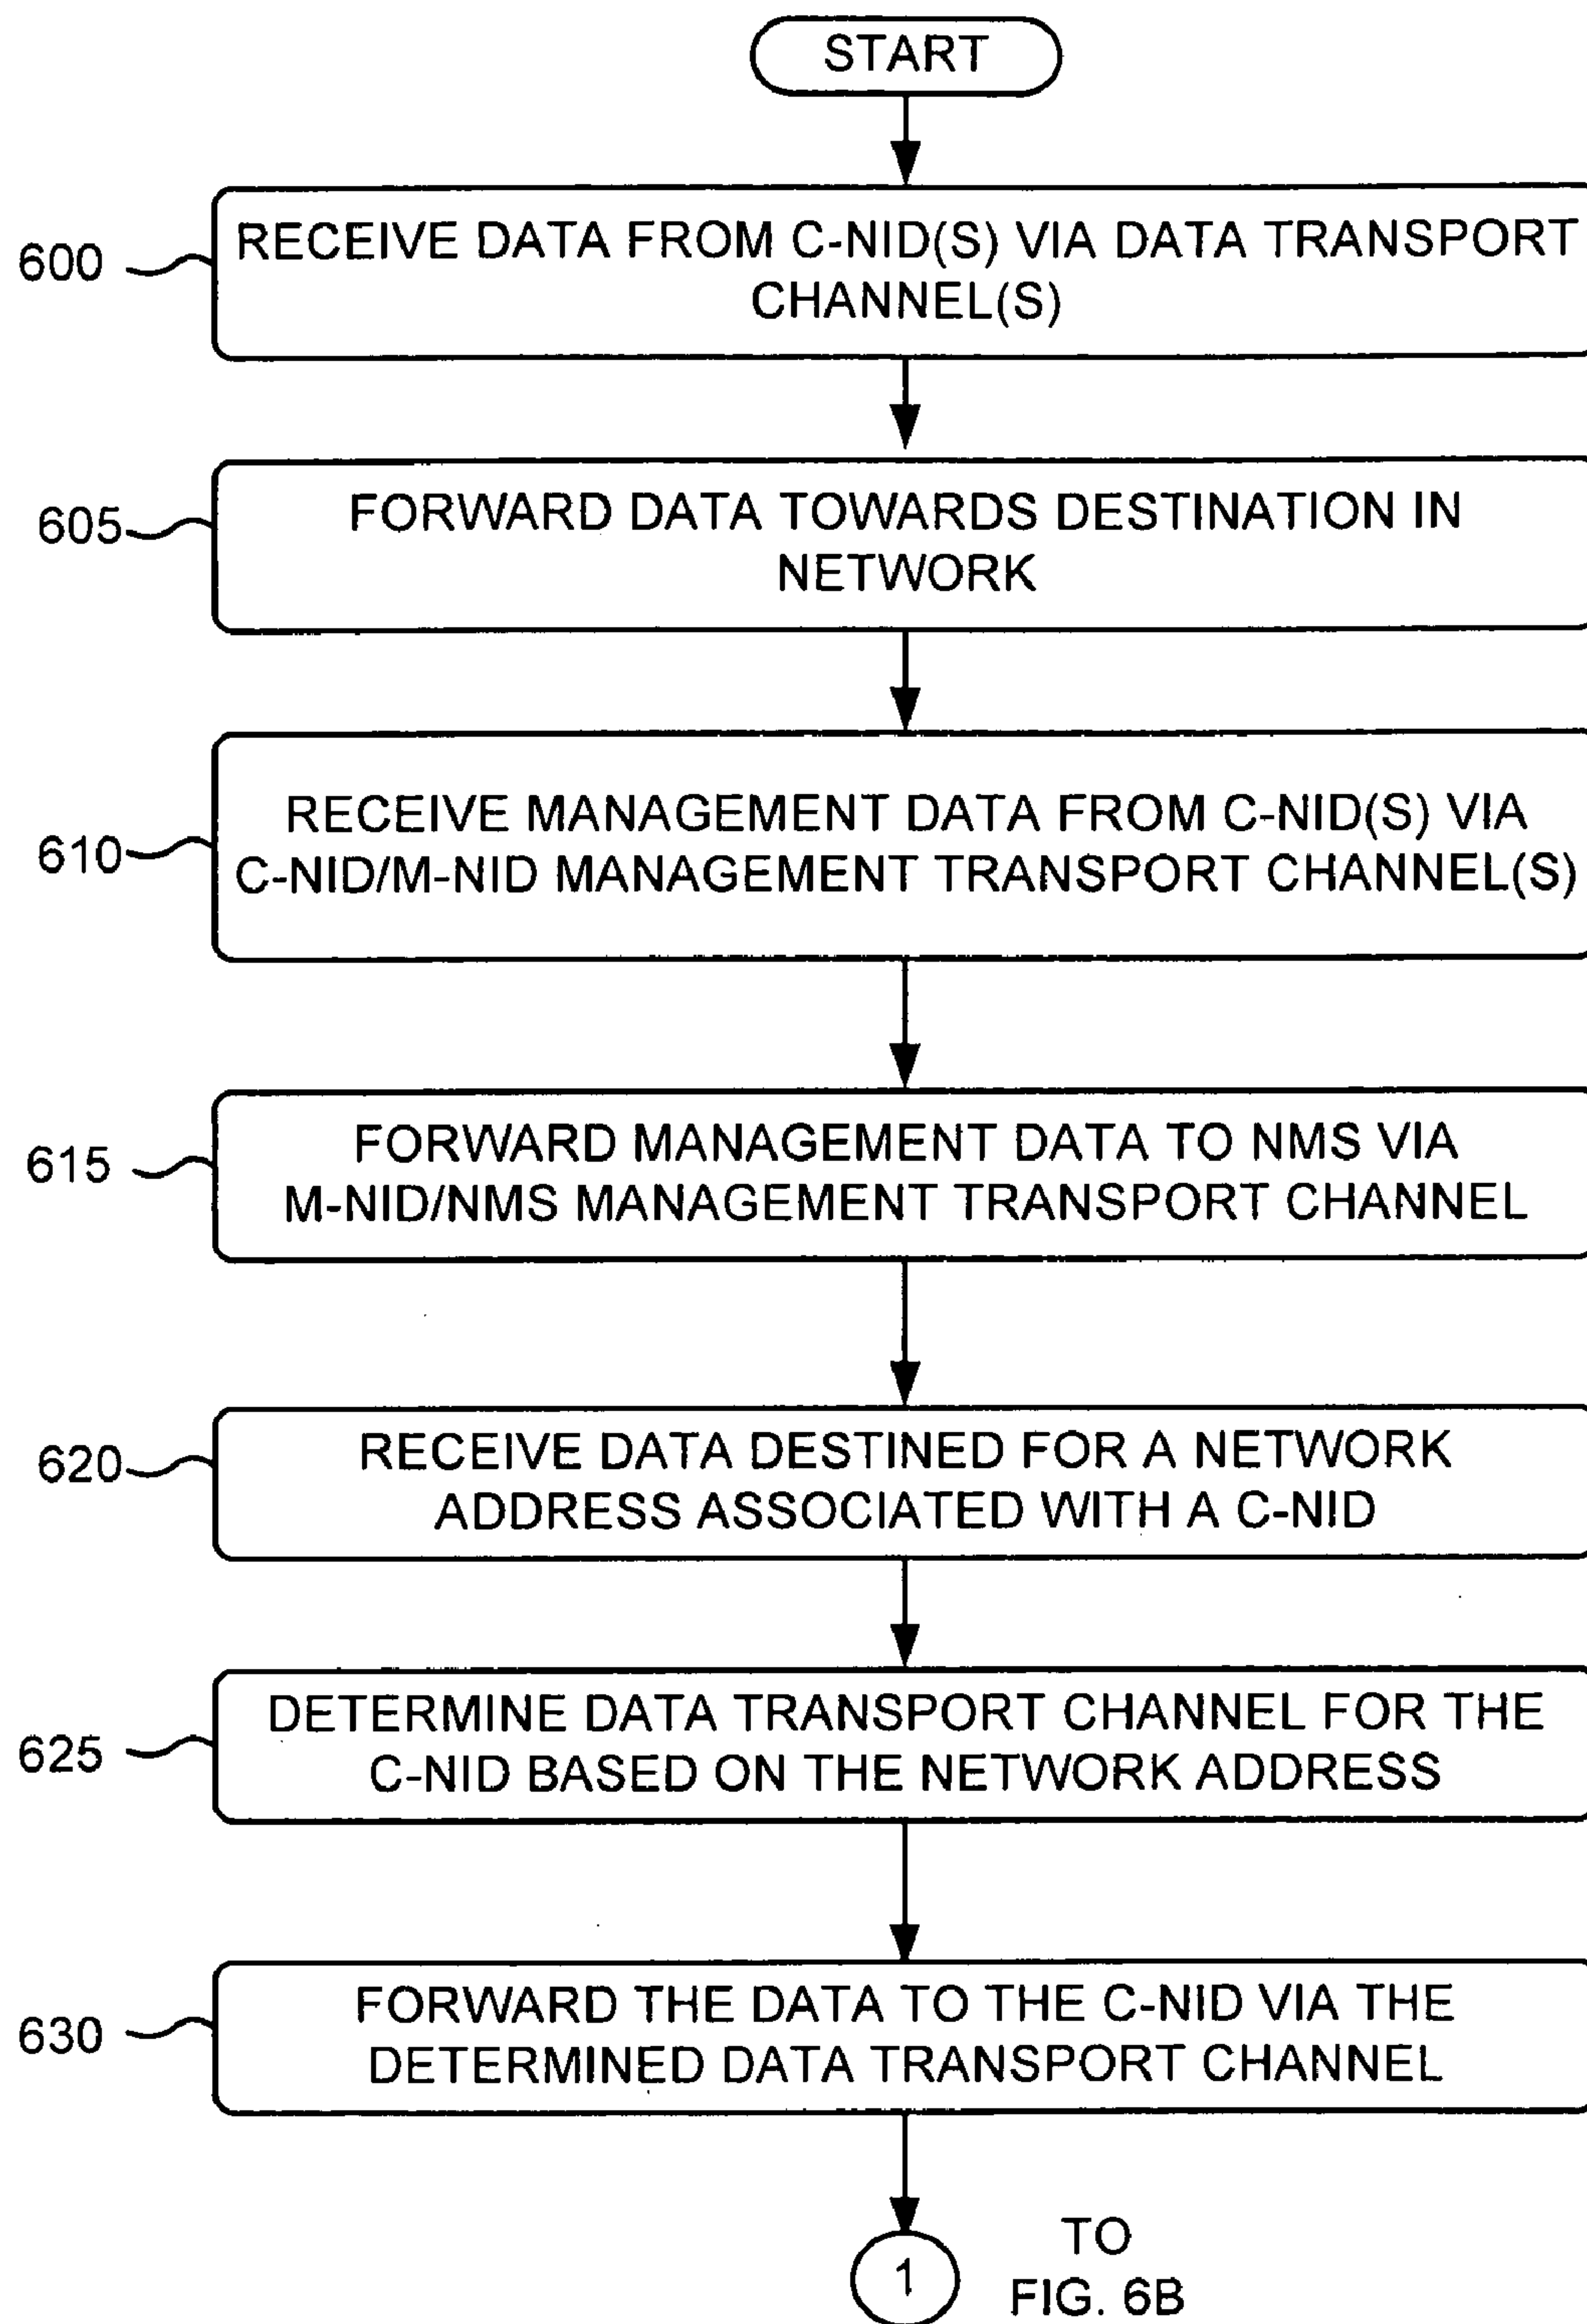 START
600
RECEIVE DATA FROM C-NID(S) VIA DATA TRANSPORT
CHANNEL(S)
605
FORWARD DATA TOWARDS DESTINATION IN
NETWORK
610
RECEIVE MANAGEMENT DATA FROM C-NID(S) VIA
C-NID/M-NID MANAGEMENT TRANSPORT CHANNEL(S)
615
FORWARD MANAGEMENT DATA TO NMS VIA
M-NID/NMS MANAGEMENT TRANSPORT CHANNEL
620
RECEIVE DATA DESTINED FOR A NETWORK
ADDRESS ASSOCIATED WITH A C-NID
625
DETERMINE DATA TRANSPORT CHANNEL FOR THE
C-NID BASED ON THE NETWORK ADDRESS
630
FORWARD THE DATA TO THE C-NID VIA THE
DETERMINED DATA TRANSPORT CHANNEL
1
TO
FIG. 6B